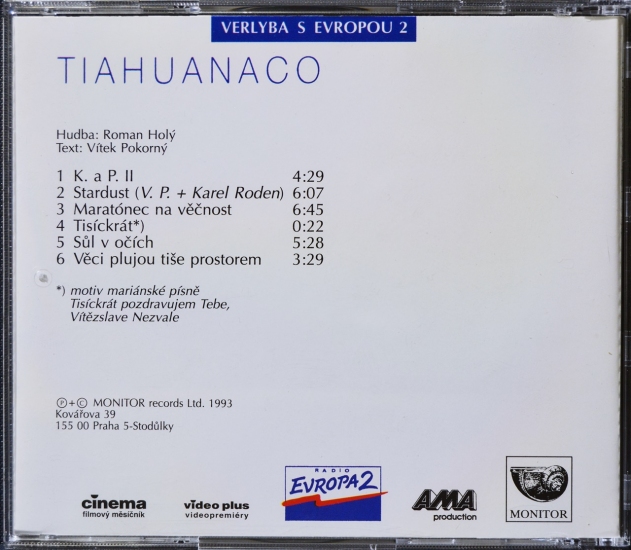 VERLYBA S EVROPOU 2
TIAHUANACO
Hudba: Roman Holý
Text: Vítek Pokorný
1 K. a P. II 4:29
2 Stardust (V. P. + Karel Roden) 6:07
3 Maratónec na věčnost 6:45
4 Tisíckrát*) 0:22
5 Sůl v očích 5:28
6 Věci plujou tiše prostorem 3:29
*) motiv mariánské písně
Tisíckrát pozdravujem Tebe,
Vítězslave Nezvale
℗+© MONITOR records Ltd. 1993
Kovářova 39
155 00 Praha 5-Stodůlky
cinema
filmový měsíčník
video plus
videopremiéry
RADIO
EVROPA 2
AMA
production
MONITOR